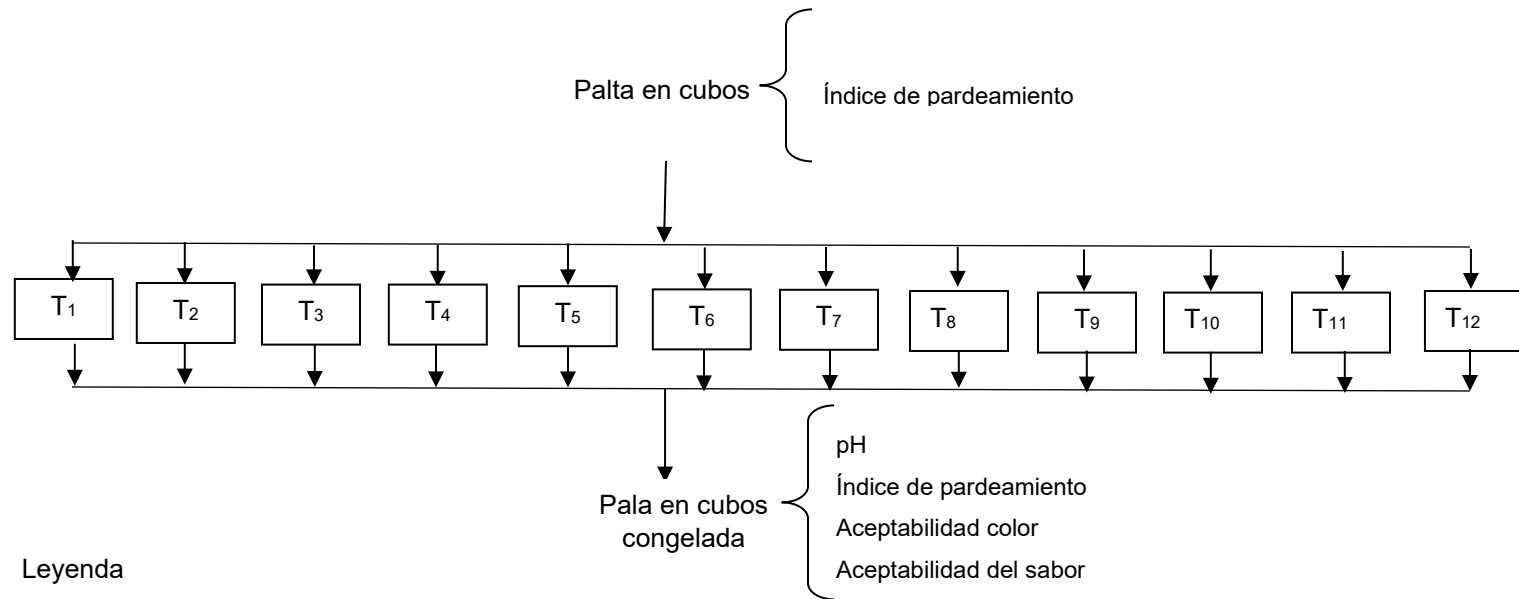 Palta en cubos
Índice de pardeamiento
T1 T2 T3 T4 T5 T6 T7 T8 T9 T10 T11 T12
Pala en cubos
congelada
pH
Índice de pardeamiento
Aceptabilidad color
Aceptabilidad del sabor
Leyenda